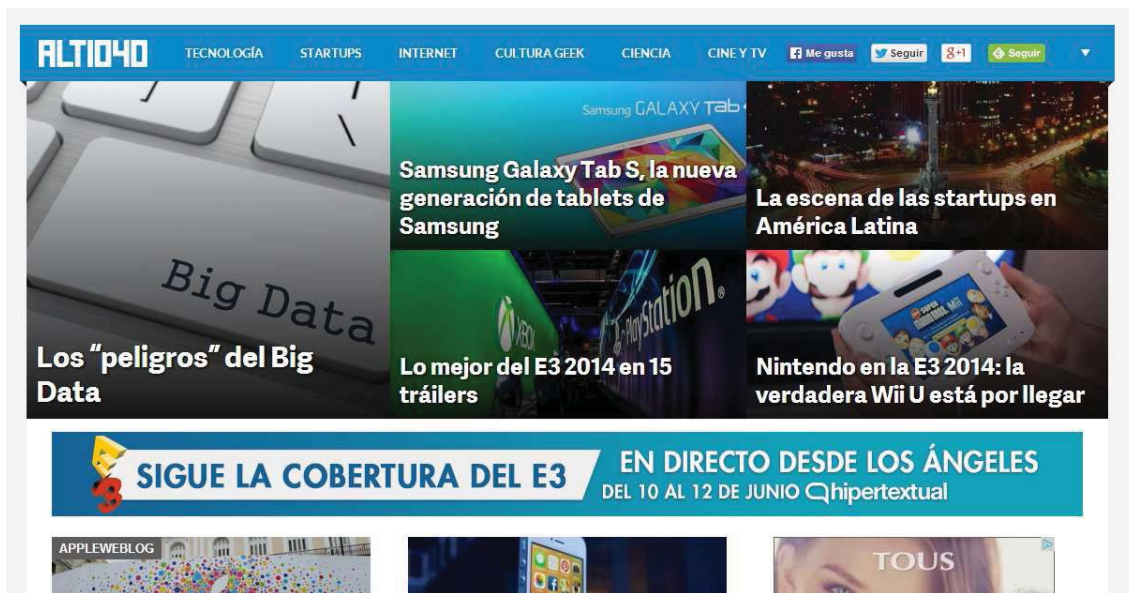 ALT1040
TECNOLOGÍA
STARTUPS
INTERNET
CULTURA GEEK
CIENCIA
CINE Y TV
Me gusta
Seguir
g+1
Seguir
Big Data
Los “peligros” del Big
Data
Samsung GALAXY Tab
Samsung Galaxy Tab S, la nueva
generación de tablets de
Samsung
La escena de las startups en
América Latina
XBOX
PlayStation®
Lo mejor del E3 2014 en 15
tráilers
Nintendo en la E3 2014: la
verdadera Wii U está por llegar
E3
SIGUE LA COBERTURA DEL E3
EN DIRECTO DESDE LOS ÁNGELES
DEL 10 AL 12 DE JUNIO hipertextual
APPLEWEBLOG
TOUS